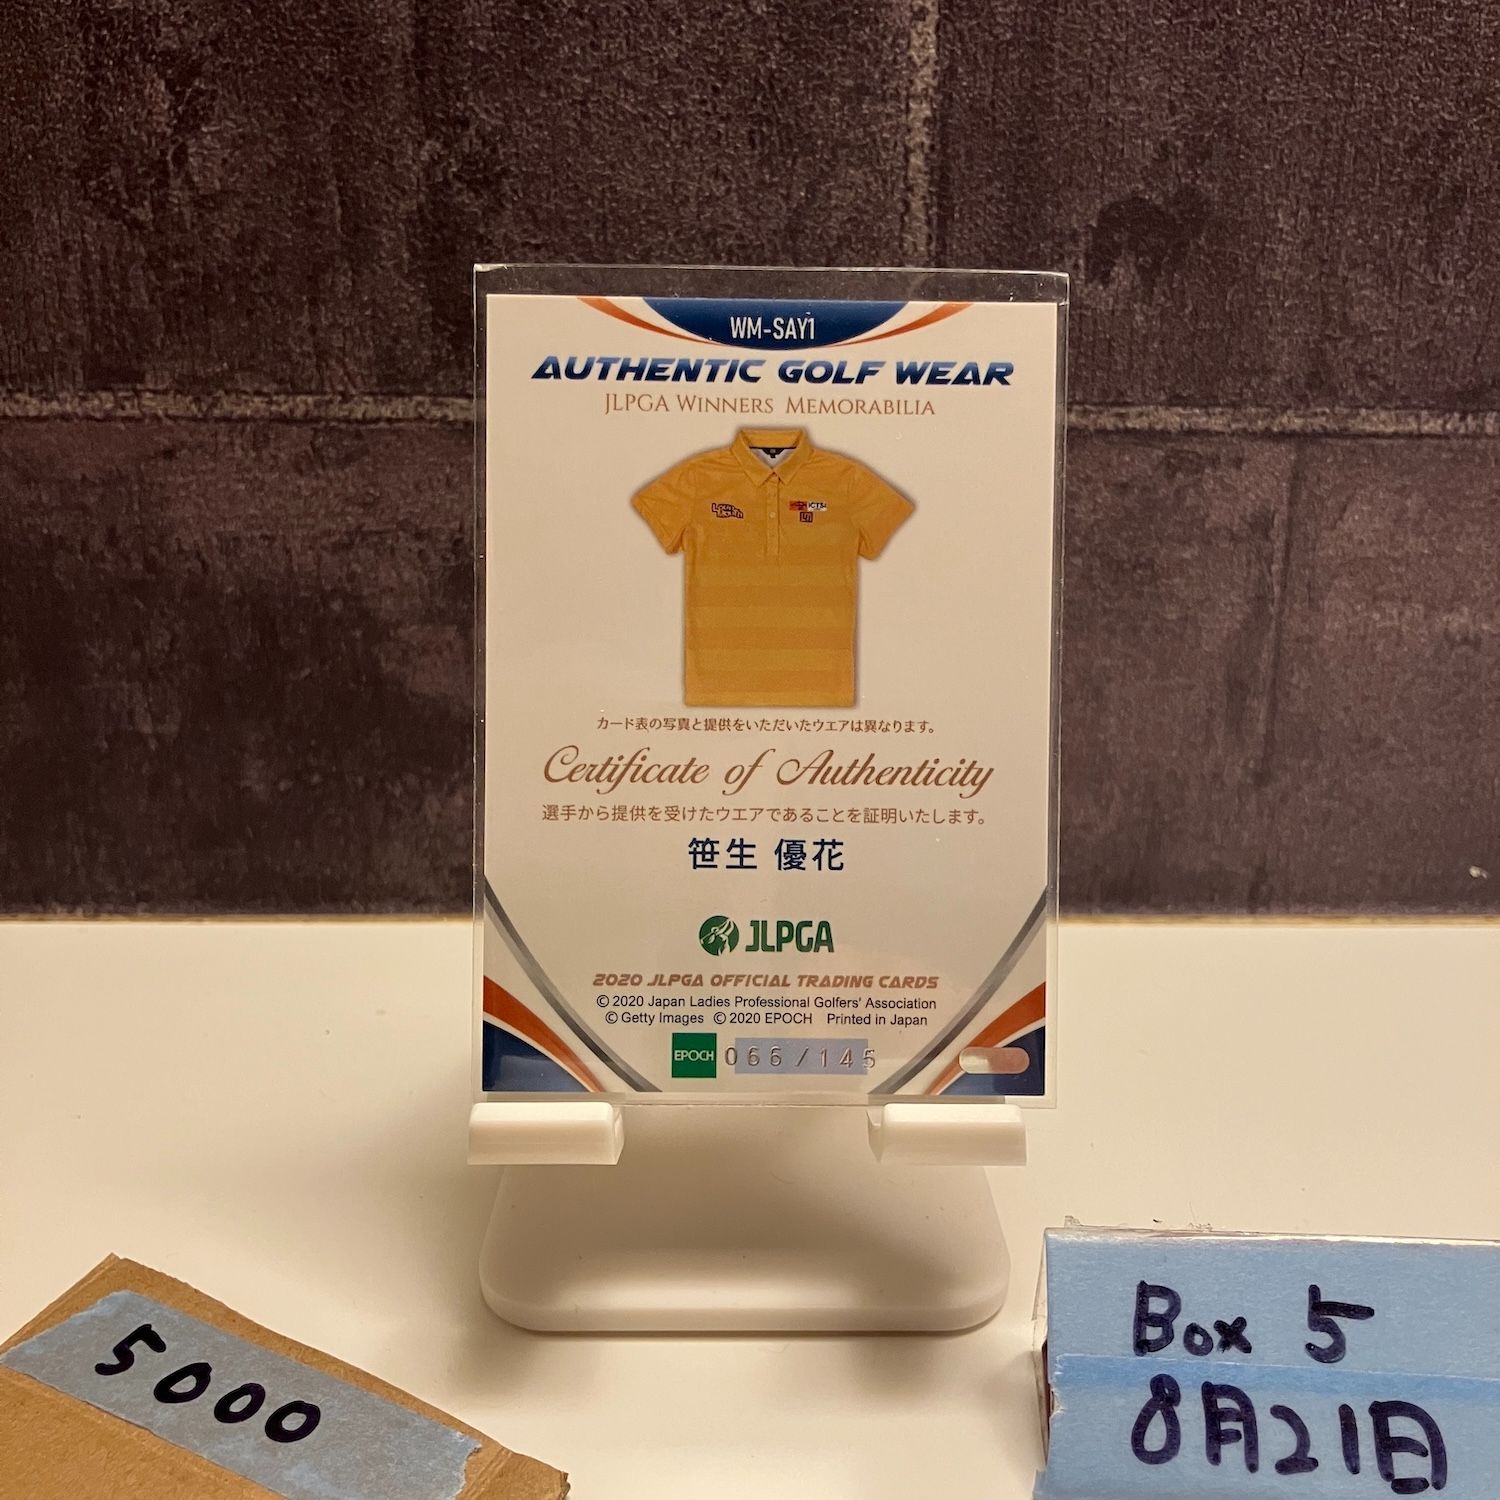 WM-SAY1
AUTHENTIC GOLF WEAR
JLPGA WINNERS MEMORABILIA
ICTSI
カード表の写真と提供をいただいたウエアは異なります。
Certificate of Authenticity
選手から提供を受けたウエアであることを証明いたします。
笹生 優花
JLPGA
2020 JLPGA OFFICIAL TRADING CARDS
© 2020 Japan Ladies Professional Golfers' Association
© Getty Images © 2020 EPOCH Printed in Japan
EPOCH 066/145
5000
Box 5
8月21日